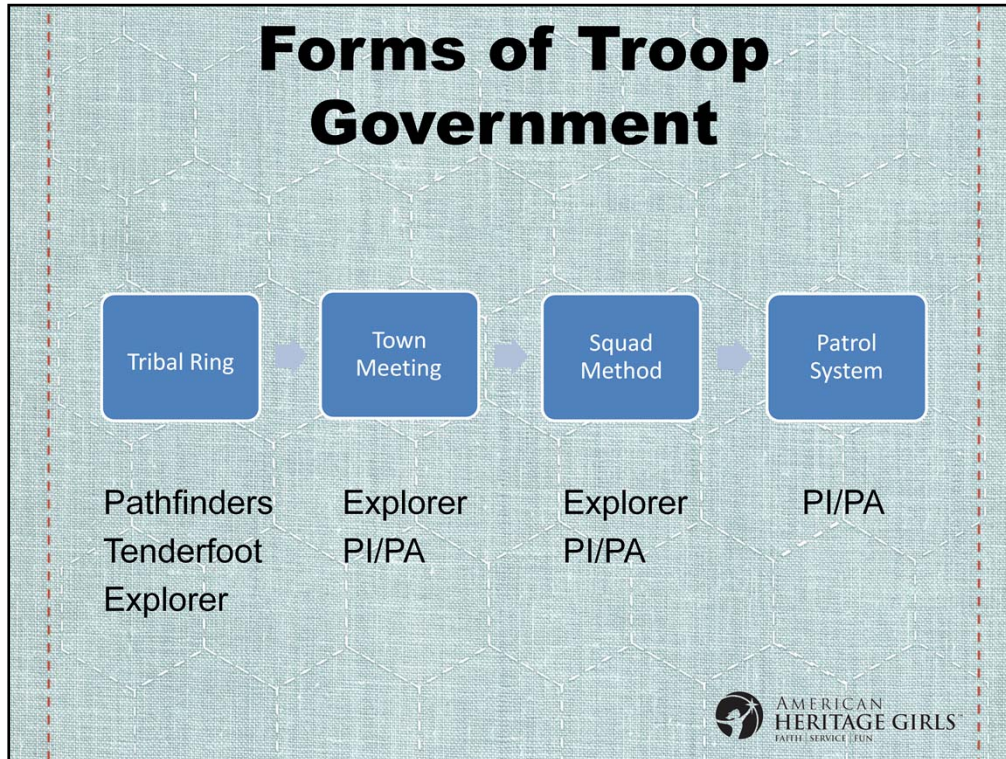 Forms of Troop
Government
Tribal Ring
Town
Meeting
Squad
Method
Patrol
System
Pathfinders
Tenderfoot
Explorer
Explorer
PI/PA
Explorer
PI/PA
PI/PA
AMERICAN
HERITAGE GIRLS™
FAITH | SERVICE | FUN